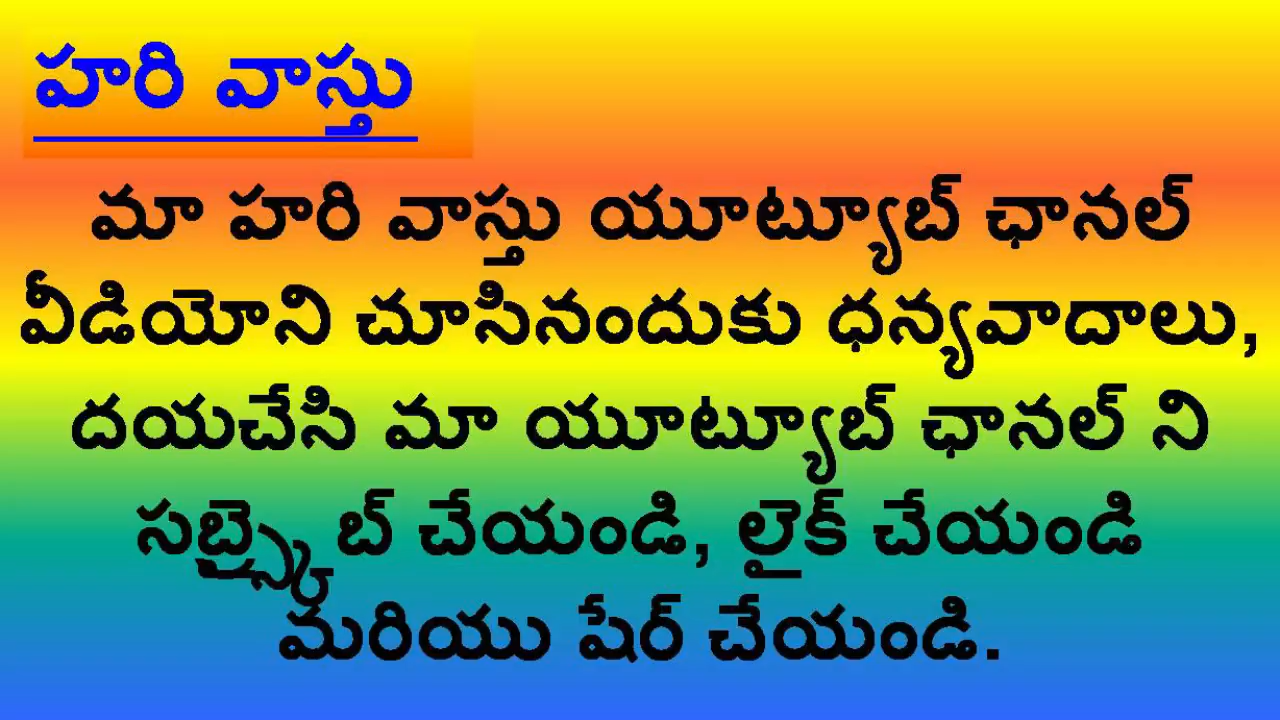 హరి వాస్తు
మా హరి వాస్తు యూట్యూబ్ ఛానల్
వీడియోని చూసినందుకు ధన్యవాదాలు,
దయచేసి మా యూట్యూబ్ ఛానల్ ని
సబ్స్క్రైబ్ చేయండి, లైక్ చేయండి
మరియు షేర్ చేయండి.